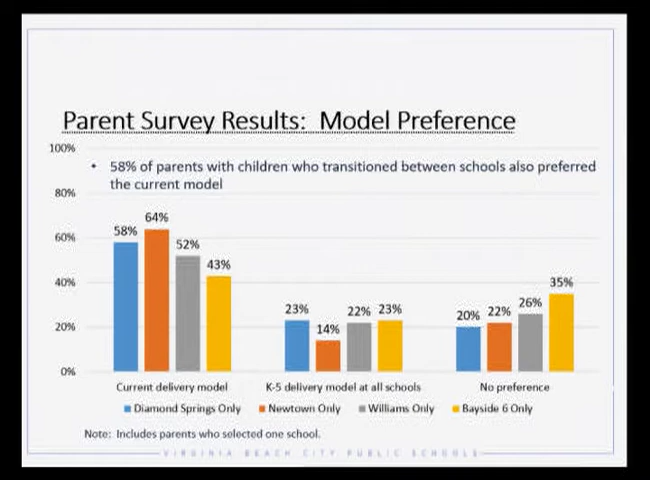 Parent Survey Results: Model Preference
100%
• 58% of parents with children who transitioned between schools also preferred
the current model
80%
64%
58%
60%
52%
43%
40%
35%
23%
14%
22%
23%
20%
22%
26%
20%
0%
Current delivery model K-5 delivery model at all schools No preference
Diamond Springs Only Newtown Only Williams Only Bayside 6 Only
Note: Includes parents who selected one school.
VIRGINIA BEACH CITY PUBLIC SCHOOLS